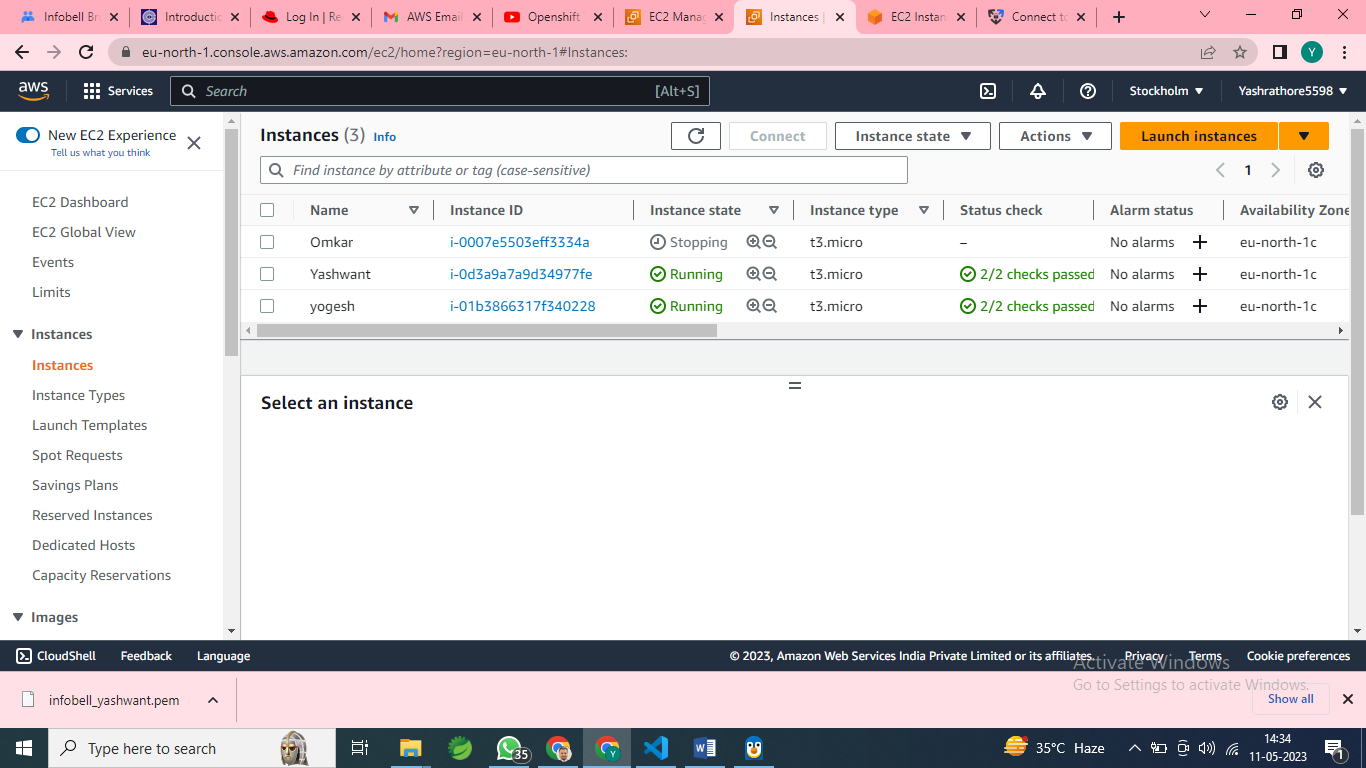 Infobell Br
Introductic
Log In | Re
AWS Email
Openshift
EC2 Manag
Instances |
EC2 Instan
Connect to
eu-north-1.console.aws.amazon.com/ec2/home?region=eu-north-1#Instances:
Y
aws
Services
Search
[Alt+S]
Stockholm
Yashrathore5598
New EC2 Experience
Tell us what you think
EC2 Dashboard
EC2 Global View
Events
Limits
Instances
Instances
Instance Types
Launch Templates
Spot Requests
Savings Plans
Reserved Instances
Dedicated Hosts
Capacity Reservations
Images
Instances (3) Info
Connect
Instance state
Actions
Launch instances
Find instance by attribute or tag (case-sensitive)
1
Name Instance ID Instance state Instance type Status check Alarm status Availability Zone
Omkar i-0007e5503eff3334a Stopping t3.micro – No alarms + eu-north-1c
Yashwant i-0d3a9a7a9d34977fe Running t3.micro 2/2 checks passed No alarms + eu-north-1c
yogesh i-01b3866317f340228 Running t3.micro 2/2 checks passed No alarms + eu-north-1c
Select an instance
CloudShell Feedback Language
© 2023, Amazon Web Services India Private Limited or its affiliates. Privacy Terms Cookie preferences
Activate Windows
Go to Settings to activate Windows.
infobell_yashwant.pem
Show all
Type here to search
35
Y
35°C Haze
14:34
11-05-2023
1